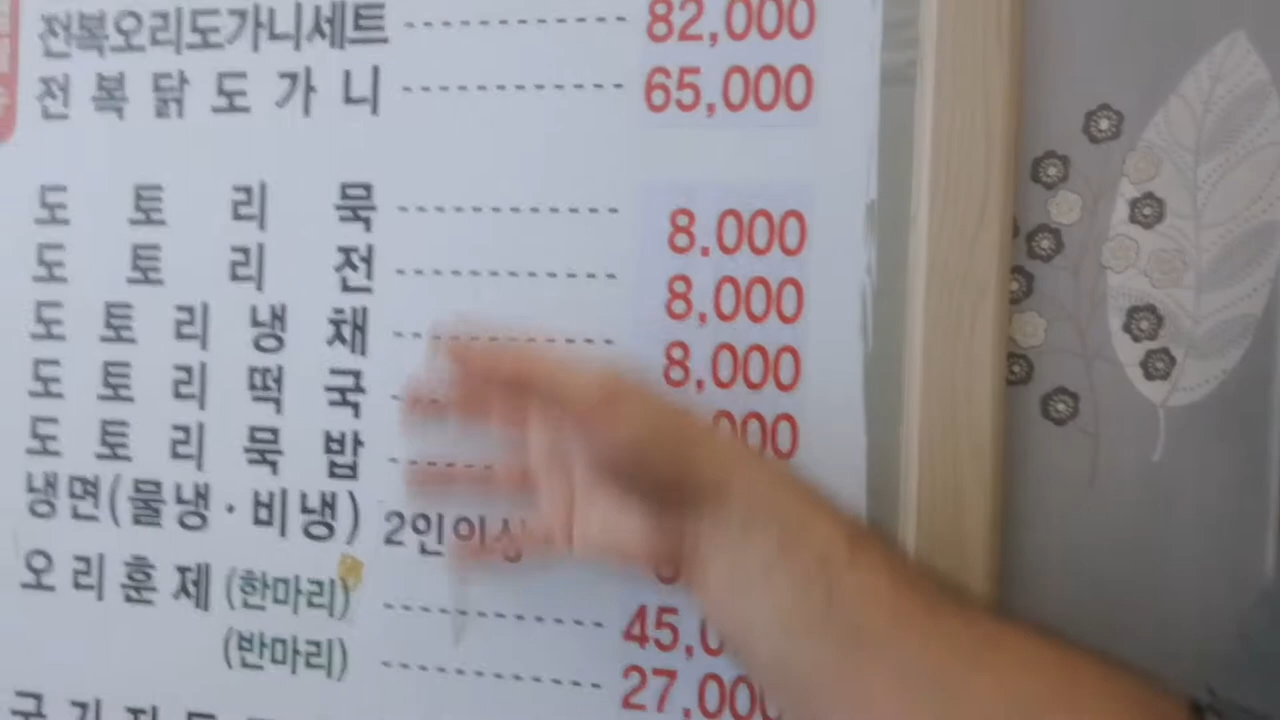 전복오리도가니세트 82,000
전복닭도가니 65,000
도토리묵 8.000
도토리전 8,000
도토리냉채 8,000
도토리떡국
도토리묵밥
냉면(물냉·비냉) 2인이상
오리훈제 (한마리)
(반마리) 27,000